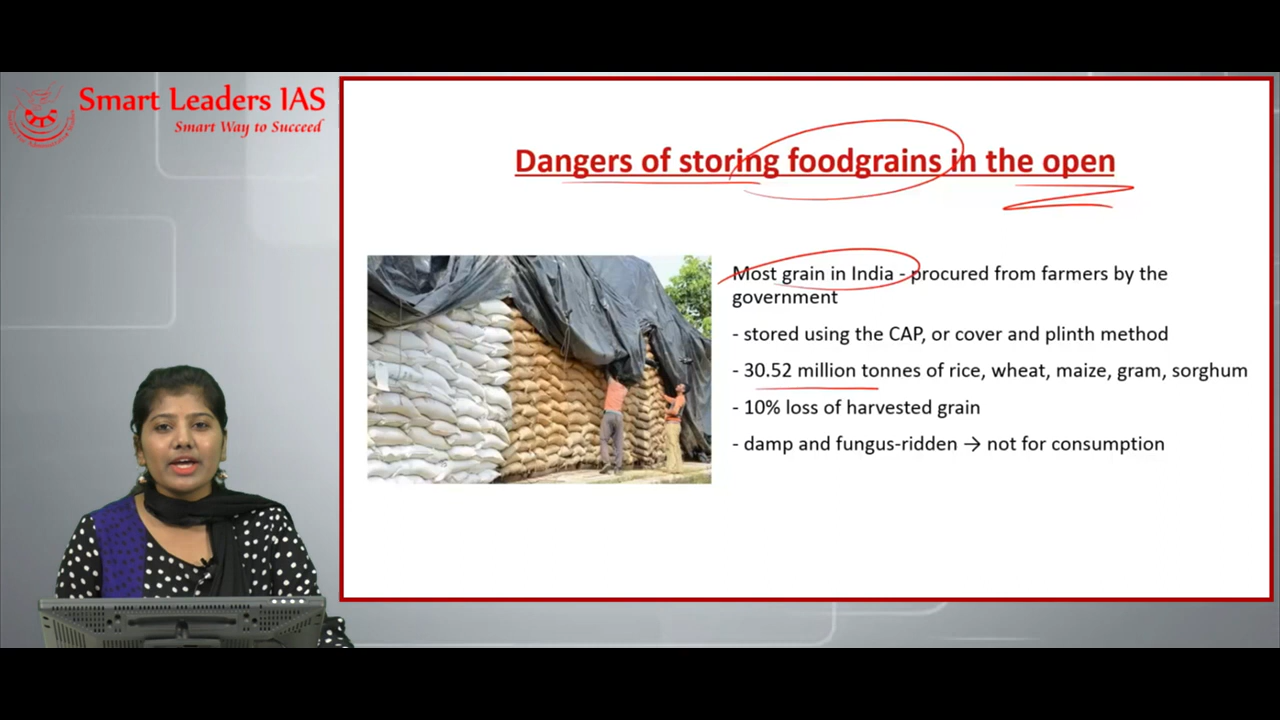 Smart Leaders IAS
Smart Way to Succeed
Dangers of storing foodgrains in the open
Most grain in India - procured from farmers by the
government
- stored using the CAP, or cover and plinth method
- 30.52 million tonnes of rice, wheat, maize, gram, sorghum
- 10% loss of harvested grain
- damp and fungus-ridden → not for consumption